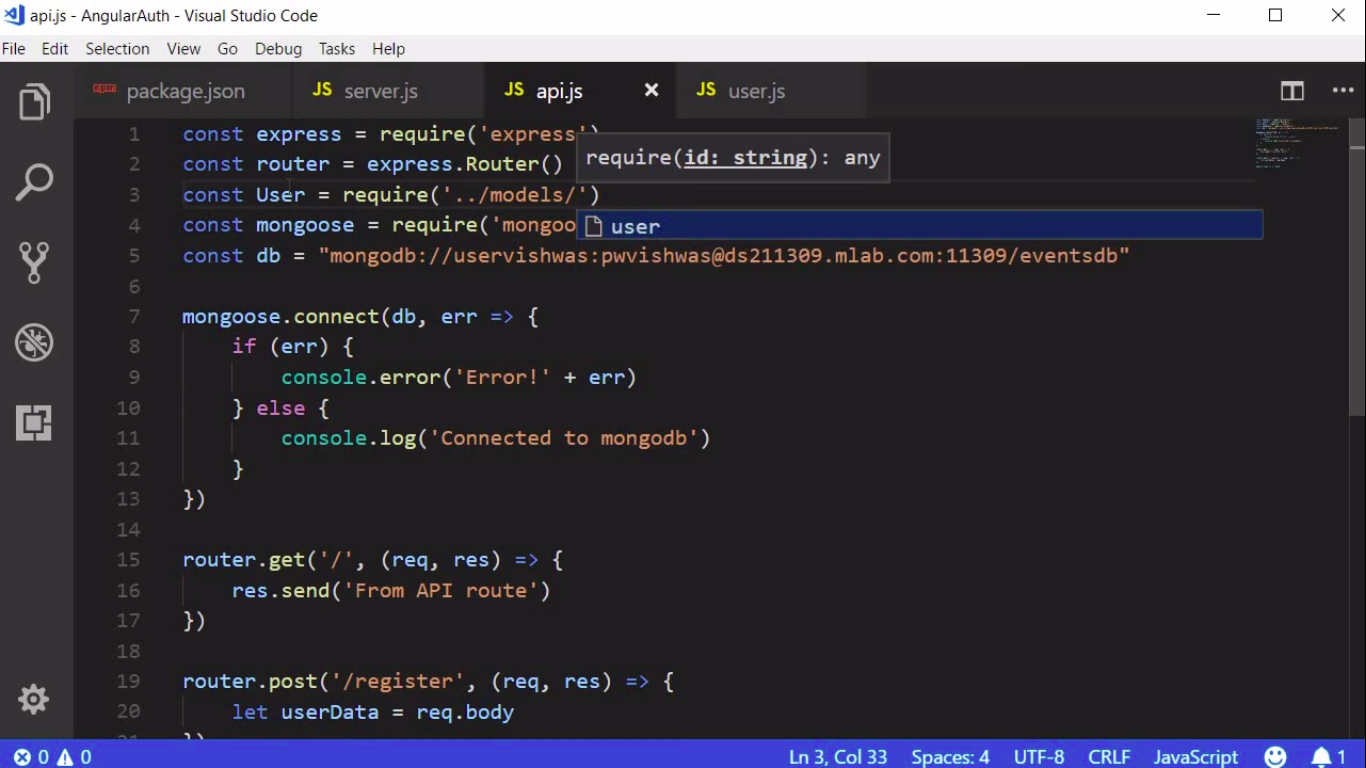 api.js - AngularAuth - Visual Studio Code
File Edit Selection View Go Debug Tasks Help
npm package.json JS server.js JS api.js JS user.js
1 const express = require('express')
require(id: string): any
2 const router = express.Router()
3 const User = require('../models/')
4 const mongoose = require('mongoo
user
5 const db = "mongodb://uservishwas:pwvishwas@ds211309.mlab.com:11309/eventsdb"
6
7 mongoose.connect(db, err => {
8 if (err) {
9 console.error('Error!' + err)
10 } else {
11 console.log('Connected to mongodb')
12 }
13 })
14
15 router.get('/', (req, res) => {
16 res.send('From API route')
17 })
18
19 router.post('/register', (req, res) => {
20 let userData = req.body
21 })
0 0 Ln 3, Col 33 Spaces: 4 UTF-8 CRLF JavaScript 1